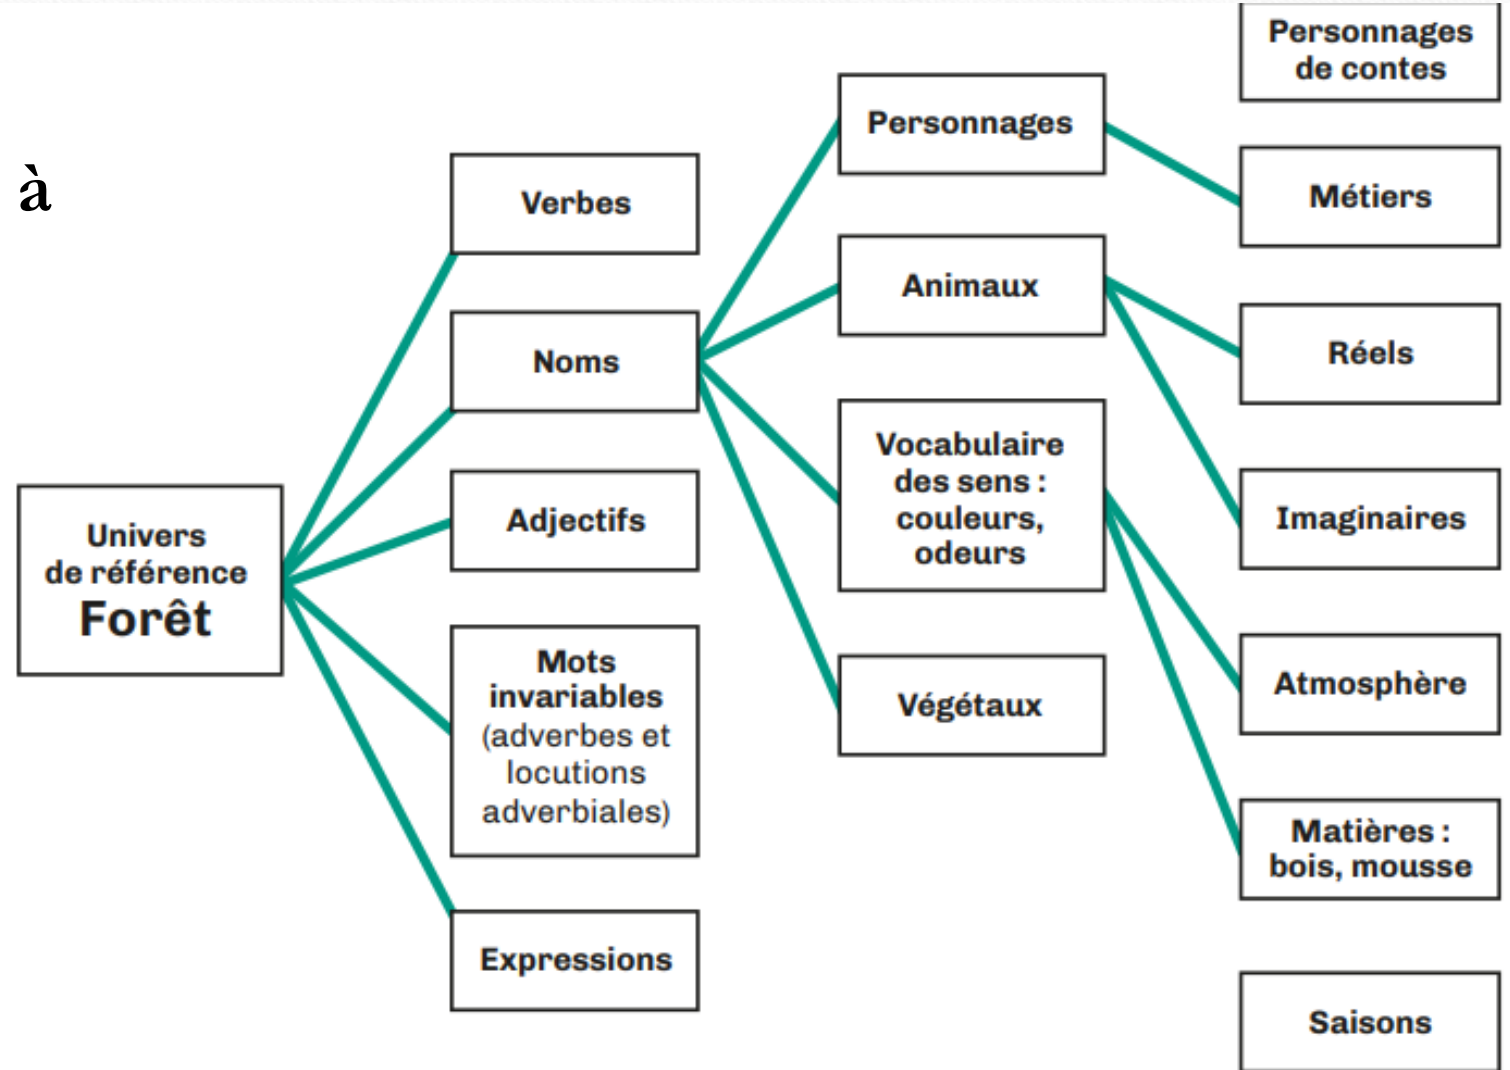 à
Univers
de référence
Forêt
Verbes
Noms
Adjectifs
Mots
invariables
(adverbes et
locutions
adverbiales)
Expressions
Personnages
Animaux
Vocabulaire
des sens :
couleurs,
odeurs
Végétaux
Personnages
de contes
Métiers
Réels
Imaginaires
Atmosphère
Matières :
bois, mousse
Saisons